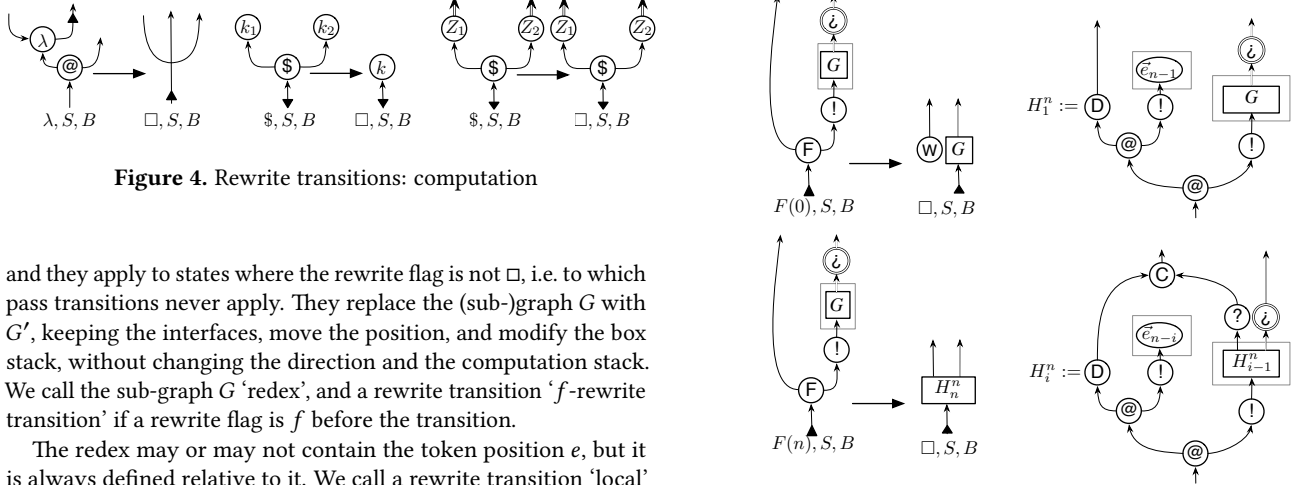 λ @ λ, S, B □, S, B
k1 k2 $ $, S, B k □, S, B
Z1 Z2 $ $, S, B Z1 Z2 $ □, S, B
Figure 4. Rewrite transitions: computation
and they apply to states where the rewrite flag is not □, i.e. to which
pass transitions never apply. They replace the (sub-)graph G with
G′, keeping the interfaces, move the position, and modify the box
stack, without changing the direction and the computation stack.
We call the sub-graph G ‘redex’, and a rewrite transition ‘f-rewrite
transition’ if a rewrite flag is f before the transition.
The redex may or may not contain the token position e, but it
is always defined relative to it. We call a rewrite transition ‘local’
¿ G ! F F(0), S, B
W G □, S, B
H₁ⁿ := D @ e⃗ₙ₋₁ ! @ ¿ G !
¿ G ! F F(n), S, B
Hₙⁿ □, S, B
Hᵢⁿ := C D @ e⃗ₙ₋ᵢ ! @ ? ¿ Hᵢ₋₁ⁿ !